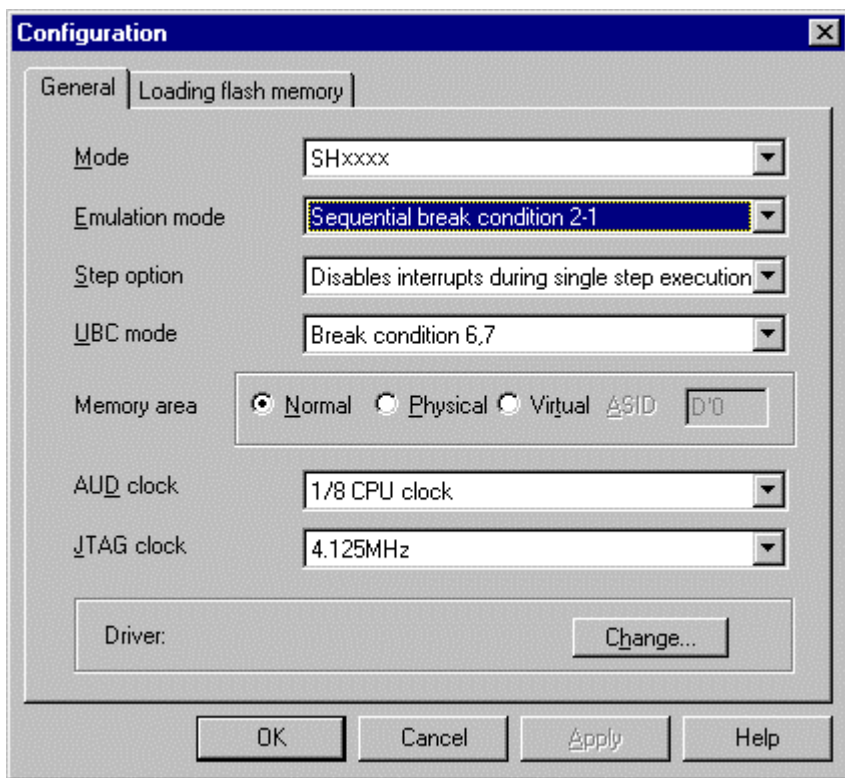 Configuration
General Loading flash memory
Mode SHxxxx
Emulation mode Sequential break condition 2-1
Step option Disables interrupts during single step execution
UBC mode Break condition 6,7
Memory area Normal Physical Virtual ASID D'0
AUD clock 1/8 CPU clock
JTAG clock 4.125MHz
Driver: Change...
OK Cancel Apply Help